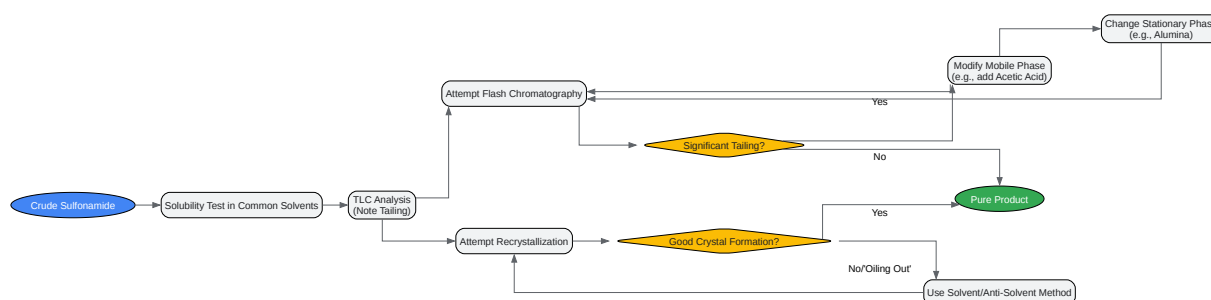 Change Stationary Phas
(e.g., Alumina)
Modify Mobile Phase
(e.g., add Acetic Acid)
Attempt Flash Chromatography
Yes
Significant Tailing?
No
Crude Sulfonamide
Solubility Test in Common Solvents
TLC Analysis
(Note Tailing)
Pure Product
Yes
Attempt Recrystallization
Good Crystal Formation?
No/'Oiling Out'
Use Solvent/Anti-Solvent Method